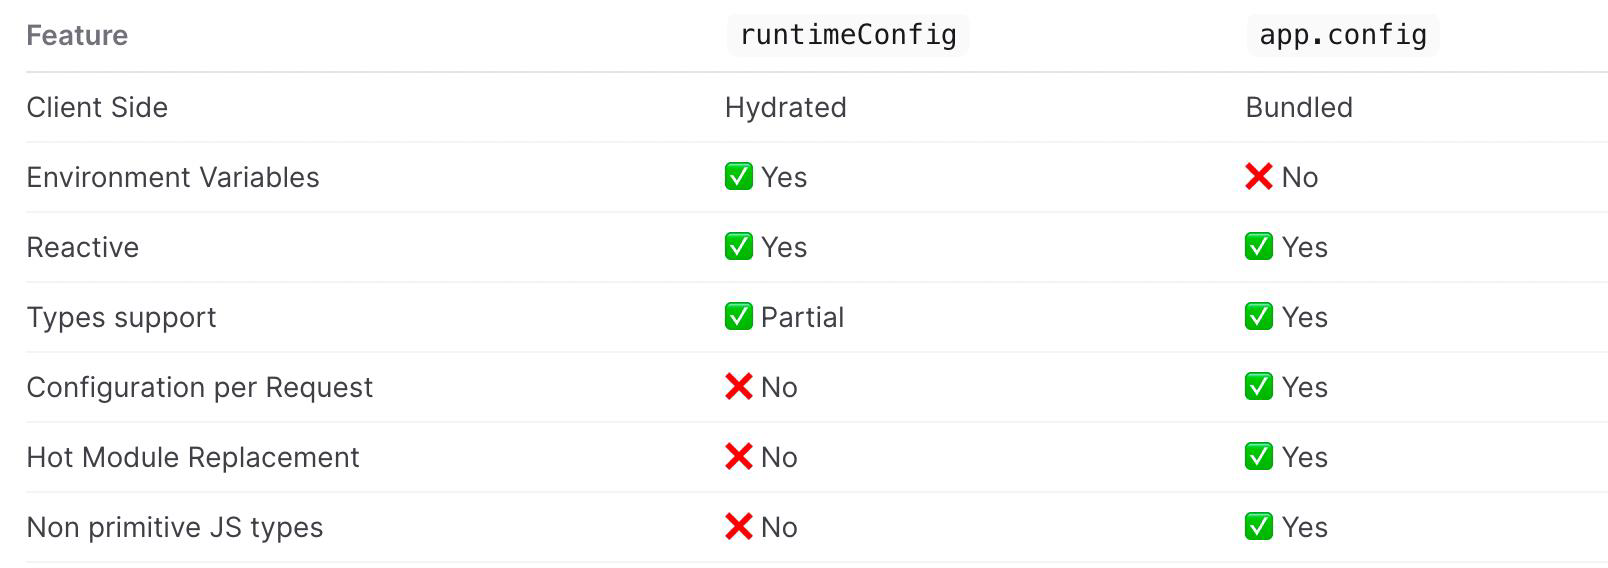 Feature runtimeConfig app.config
Client Side Hydrated Bundled
Environment Variables ✅ Yes ❌ No
Reactive ✅ Yes ✅ Yes
Types support ✅ Partial ✅ Yes
Configuration per Request ❌ No ✅ Yes
Hot Module Replacement ❌ No ✅ Yes
Non primitive JS types ❌ No ✅ Yes